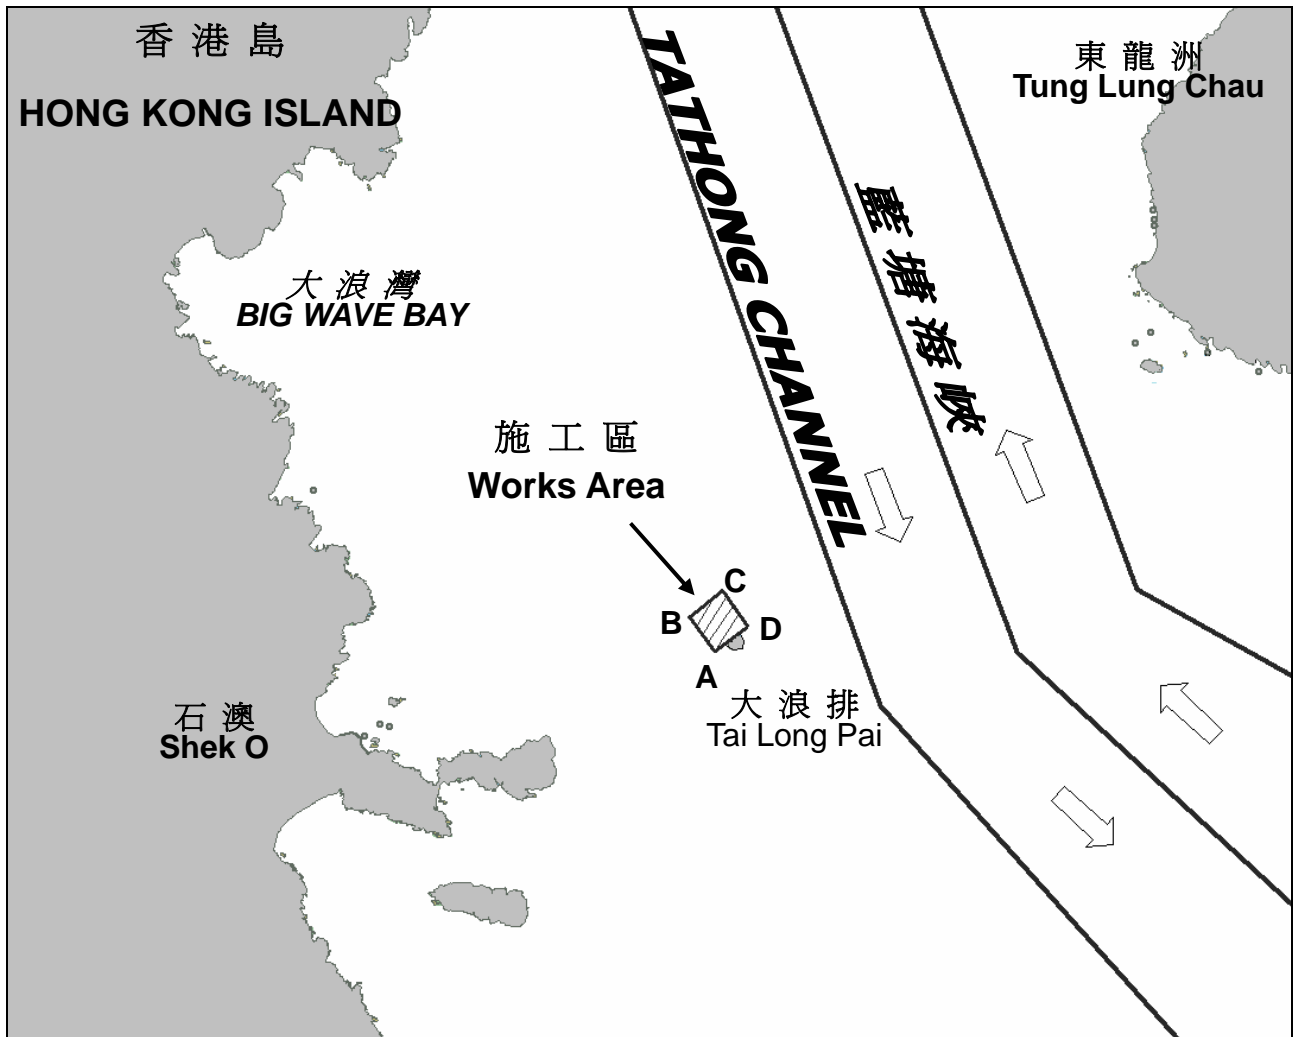 香港島
HONG KONG ISLAND
東龍洲
Tung Lung Chau
TATHONG CHANNEL
藍塘海峽
大浪灣
BIG WAVE BAY
施工區
Works Area
C
B
D
A
大浪排
Tai Long Pai
石澳
Shek O